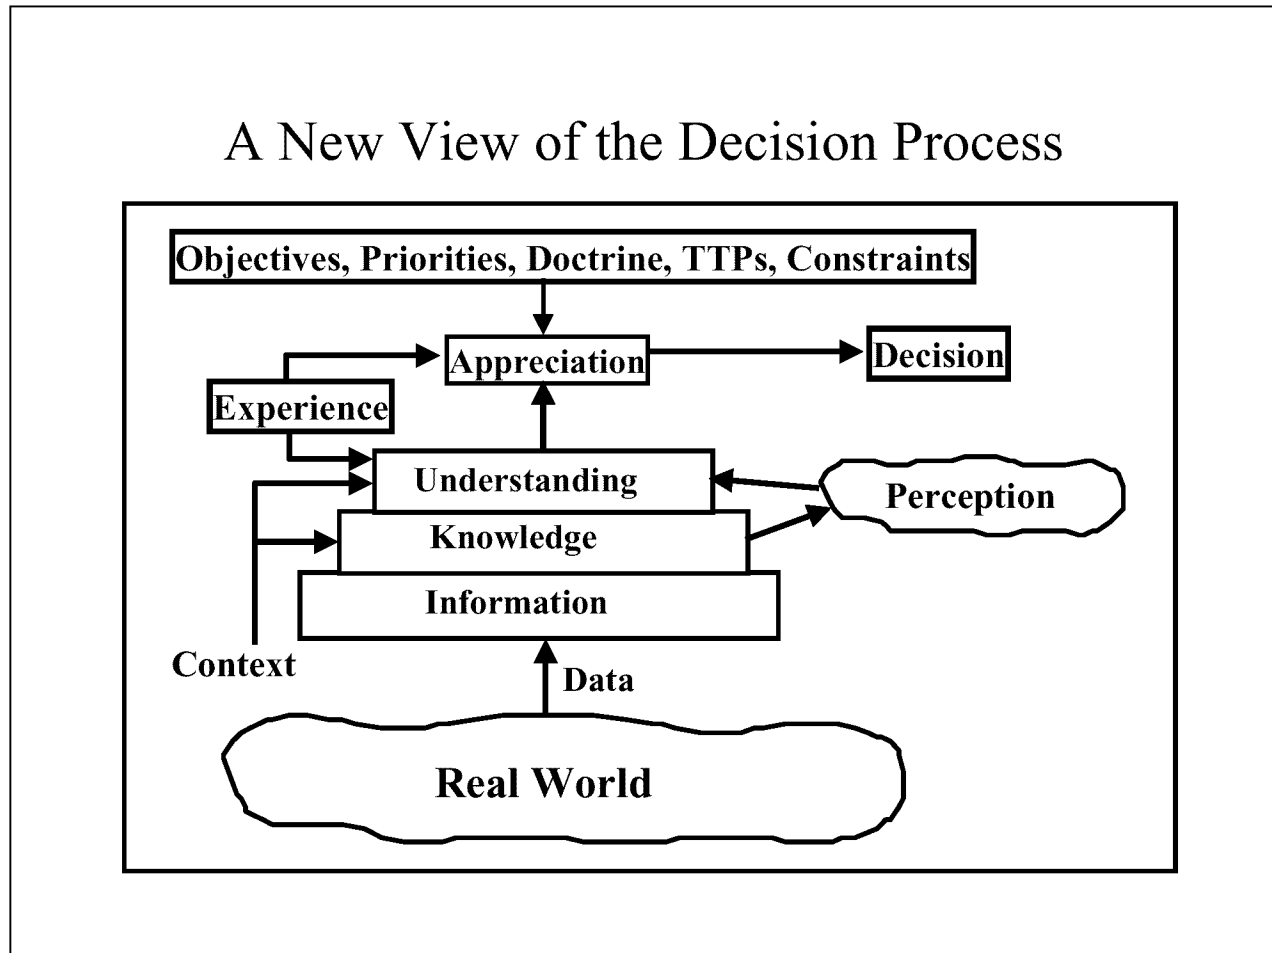 A New View of the Decision Process
Objectives, Priorities, Doctrine, TTPs, Constraints
Appreciation
Decision
Experience
Understanding
Perception
Knowledge
Information
Context
Data
Real World